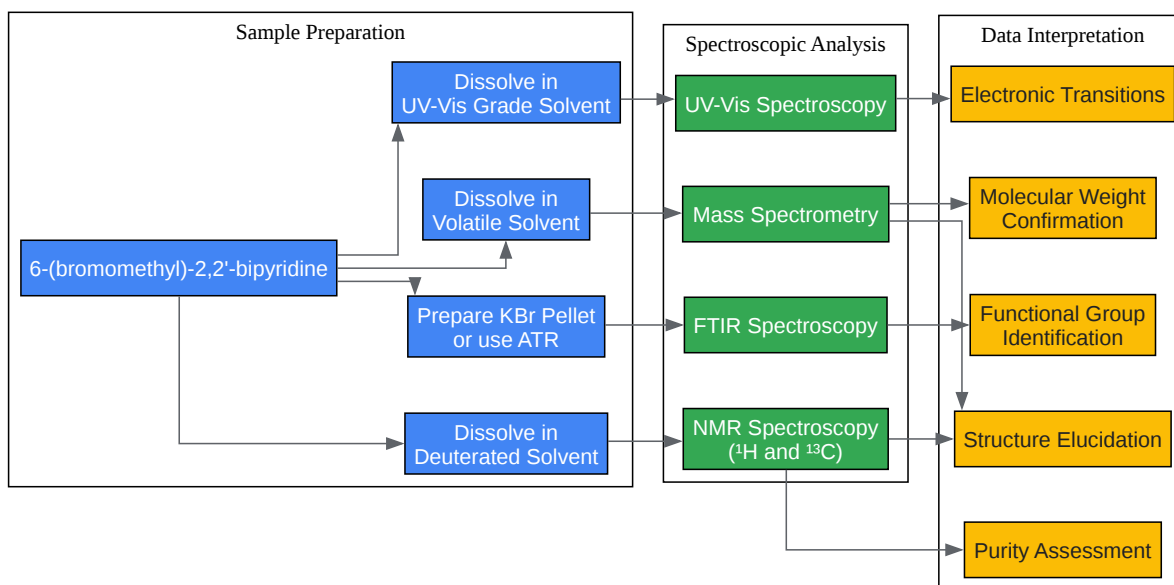 Sample Preparation
Dissolve in
UV-Vis Grade Solvent
Dissolve in
Volatile Solvent
6-(bromomethyl)-2,2'-bipyridine
Prepare KBr Pellet
or use ATR
Dissolve in
Deuterated Solvent
Spectroscopic Analysis
UV-Vis Spectroscopy
Mass Spectrometry
FTIR Spectroscopy
NMR Spectroscopy
(¹H and ¹³C)
Data Interpretation
Electronic Transitions
Molecular Weight
Confirmation
Functional Group
Identification
Structure Elucidation
Purity Assessment